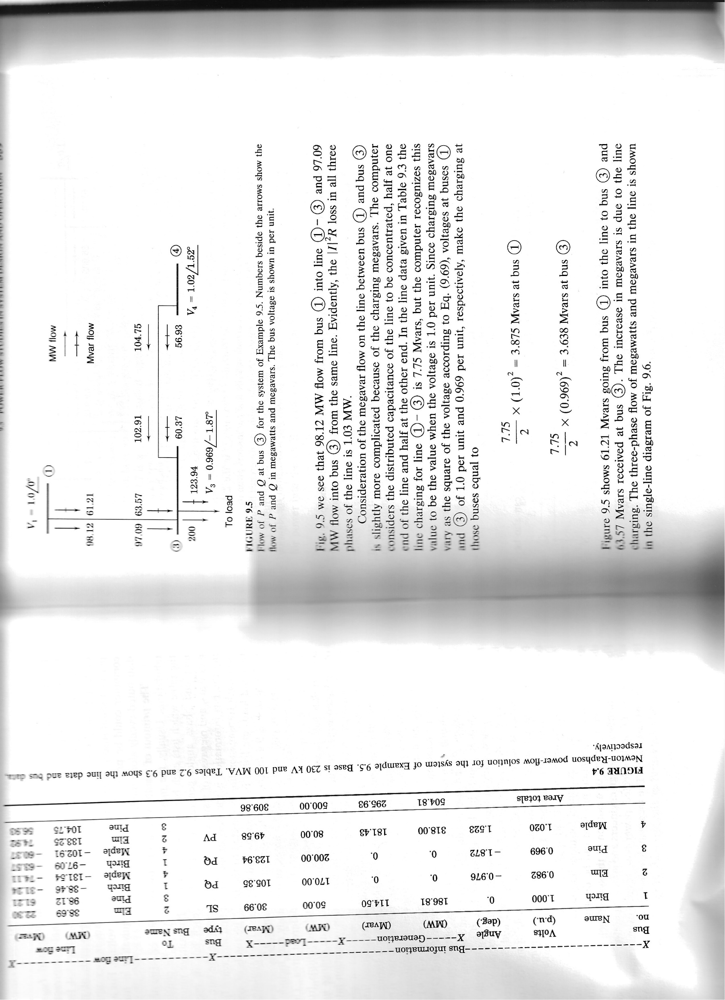 X----------------------Bus information----------------------X------------Line flow------------X
X------Generation------X------Load------X Line flow
Bus no. Name Volts (p.u.) Angle (deg.) (MW) (Mvar) (MW) (Mvar) Bus type To Bus Name (MW) (Mvar)
1 Birch 1.000 0. 186.81 114.50 50.00 30.99 SL 2 Elm 38.69 22.30
3 Pine 98.12 61.21
2 Elm 0.982 −0.976 0. 0. 170.00 105.35 PQ 1 Birch −38.46 −31.24
4 Maple −131.54 −74.11
3 Pine 0.969 −1.872 0. 0. 200.00 123.94 PQ 1 Birch −97.09 −63.57
4 Maple −102.91 −60.37
4 Maple 1.020 1.523 318.00 181.43 80.00 49.58 PV 2 Elm 133.25 74.92
3 Pine 104.75 56.93
Area totals 504.81 295.93 500.00 309.86
FIGURE 9.4
Newton-Raphson power-flow solution for the system of Example 9.5. Base is 230 kV and 100 MVA. Tables 9.2 and 9.3 show the line data and bus data,
respectively.
V₁ = 1.0/0°
①
MW flow
98.12 61.21
Mvar flow
97.09 63.57 102.91 104.75
③ 60.37 56.93 ④
200 123.94 V₄ = 1.02/1.52°
V₃ = 0.969/−1.87°
To load
FIGURE 9.5
Flow of P and Q at bus ③ for the system of Example 9.5. Numbers beside the arrows show the
flow of P and Q in megawatts and megavars. The bus voltage is shown in per unit.
Fig. 9.5 we see that 98.12 MW flow from bus ① into line ①–③ and 97.09
MW flow into bus ③ from the same line. Evidently, the |I|²R loss in all three
phases of the line is 1.03 MW.
Consideration of the megavar flow on the line between bus ① and bus ③
is slightly more complicated because of the charging megavars. The computer
considers the distributed capacitance of the line to be concentrated, half at one
end of the line and half at the other end. In the line data given in Table 9.3 the
line charging for line ①–③ is 7.75 Mvars, but the computer recognizes this
value to be the value when the voltage is 1.0 per unit. Since charging megavars
vary as the square of the voltage according to Eq. (9.69), voltages at buses ①
and ③ of 1.0 per unit and 0.969 per unit, respectively, make the charging at
those buses equal to
7.75/2 × (1.0)² = 3.875 Mvars at bus ①
7.75/2 × (0.969)² = 3.638 Mvars at bus ③
Figure 9.5 shows 61.21 Mvars going from bus ① into the line to bus ③ and
63.57 Mvars received at bus ③. The increase in megavars is due to the line
charging. The three-phase flow of megawatts and megavars in the line is shown
in the single-line diagram of Fig. 9.6.